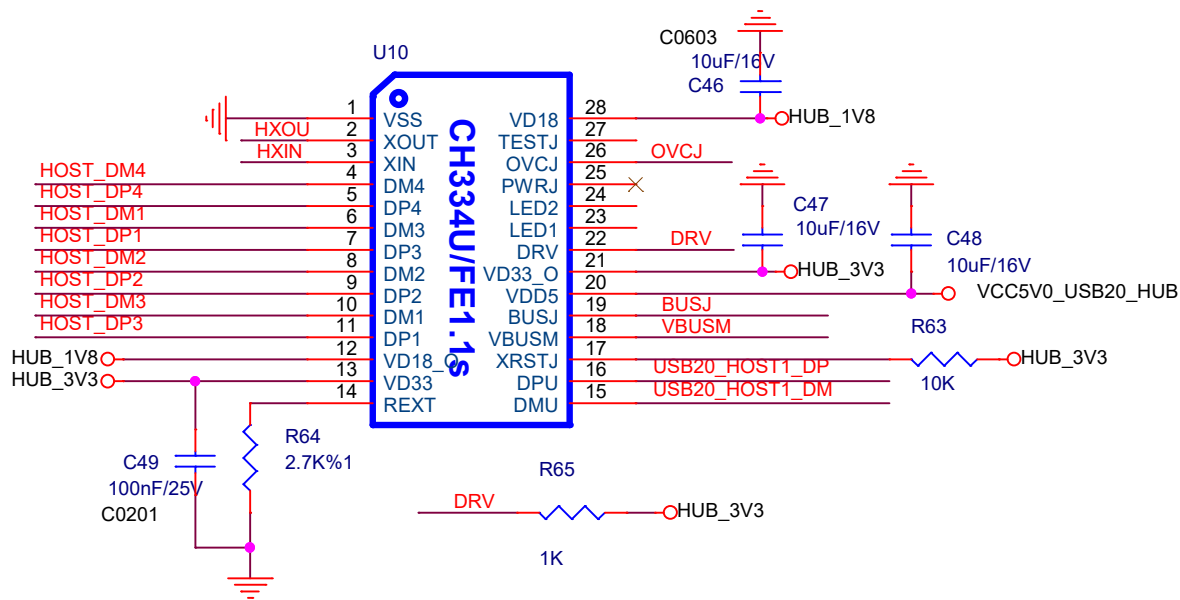 U10
C0603
10uF/16V
C46
HUB_1V8
1
VSS
VD18
28
HXOU
2
XOUT
TESTJ
27
HXIN
3
XIN
OVCJ
26
OVCJ
HOST_DM4
4
DM4
PWRJ
25
HOST_DP4
5
DP4
LED2
24
HOST_DM1
6
DM3
LED1
23
HOST_DP1
7
DP3
DRV
22
DRV
HOST_DM2
8
DM2
VD33_O
21
HUB_3V3
HOST_DP2
9
DP2
VDD5
20
VCC5V0_USB20_HUB
HOST_DM3
10
DM1
BUSJ
19
BUSJ
HOST_DP3
11
DP1
VBUSM
18
VBUSM
HUB_1V8
12
VD18_O
XRSTJ
17
HUB_3V3
HUB_3V3
13
VD33
DPU
16
USB20_HOST1_DP
14
REXT
DMU
15
USB20_HOST1_DM
CH334U/FE1.1s
C47
10uF/16V
C48
10uF/16V
R63
10K
R64
2.7K%1
C49
100nF/25V
C0201
R65
DRV
HUB_3V3
1K